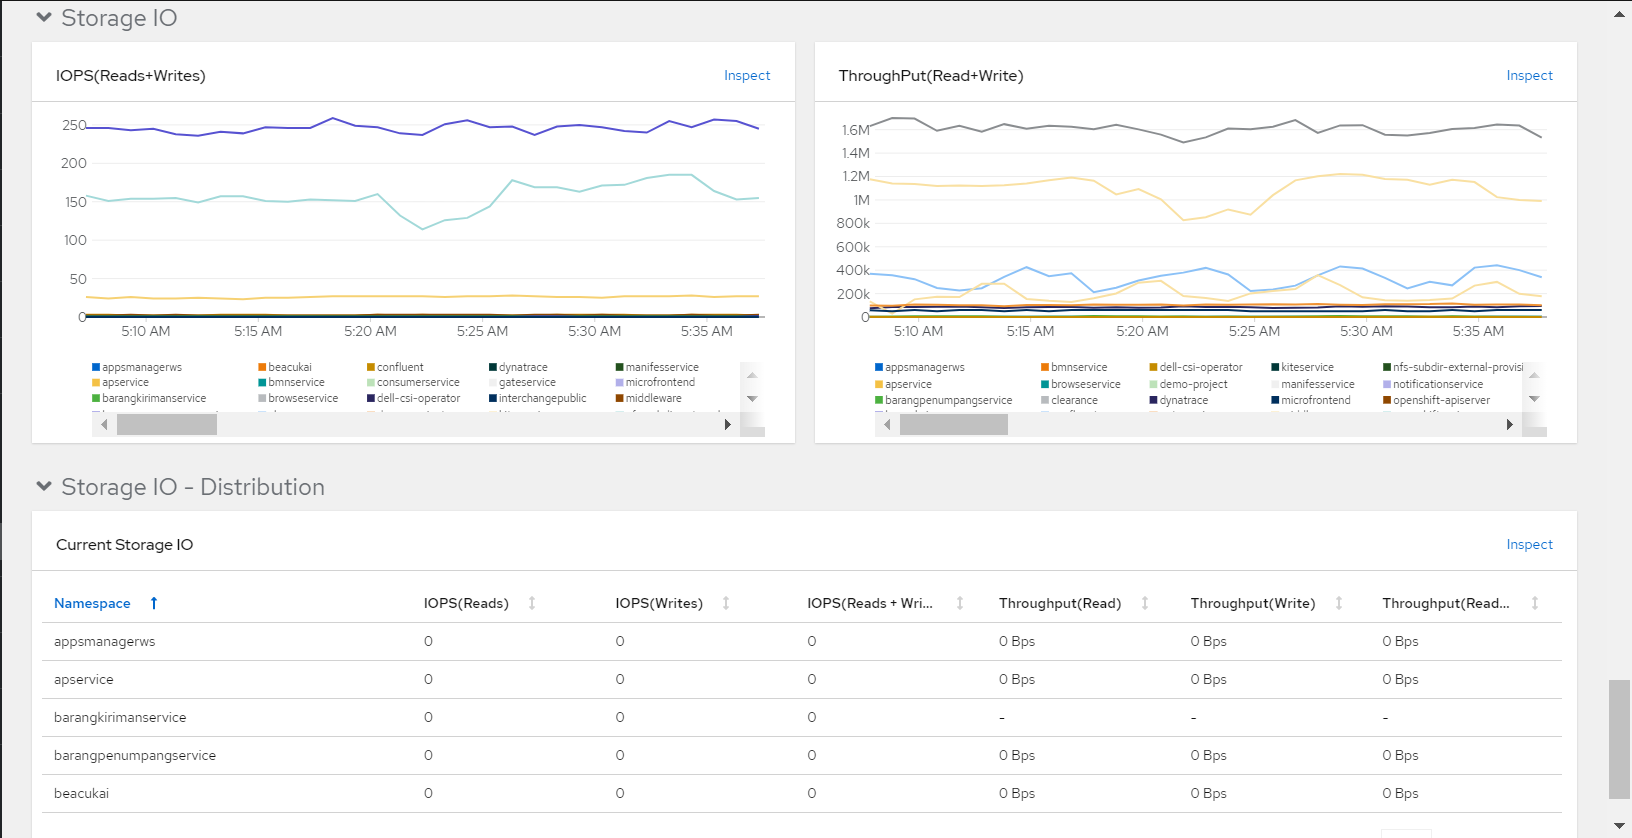 Storage IO
IOPS(Reads+Writes) Inspect
250
200
150
100
50
0
5:10 AM 5:15 AM 5:20 AM 5:25 AM 5:30 AM 5:35 AM
appsmanagerws beacukai confluent dynatrace manifesservice
apservice bmnservice consumerservice gateservice microfrontend
barangkirimanservice browseservice dell-csi-operator interchangepublic middleware
ThroughPut(Read+Write) Inspect
1.6M
1.4M
1.2M
1M
800k
600k
400k
200k
0
5:10 AM 5:15 AM 5:20 AM 5:25 AM 5:30 AM 5:35 AM
appsmanagerws bmnservice dell-csi-operator kiteservice nfs-subdir-external-provisi
apservice browseservice demo-project manifesservice notificationservice
barangpenumpangservice clearance dynatrace microfrontend openshift-apiserver
Storage IO - Distribution
Current Storage IO Inspect
Namespace IOPS(Reads) IOPS(Writes) IOPS(Reads + Wri... Throughput(Read) Throughput(Write) Throughput(Read...
appsmanagerws 0 0 0 0 Bps 0 Bps 0 Bps
apservice 0 0 0 0 Bps 0 Bps 0 Bps
barangkirimanservice 0 0 0 - - -
barangpenumpangservice 0 0 0 0 Bps 0 Bps 0 Bps
beacukai 0 0 0 0 Bps 0 Bps 0 Bps